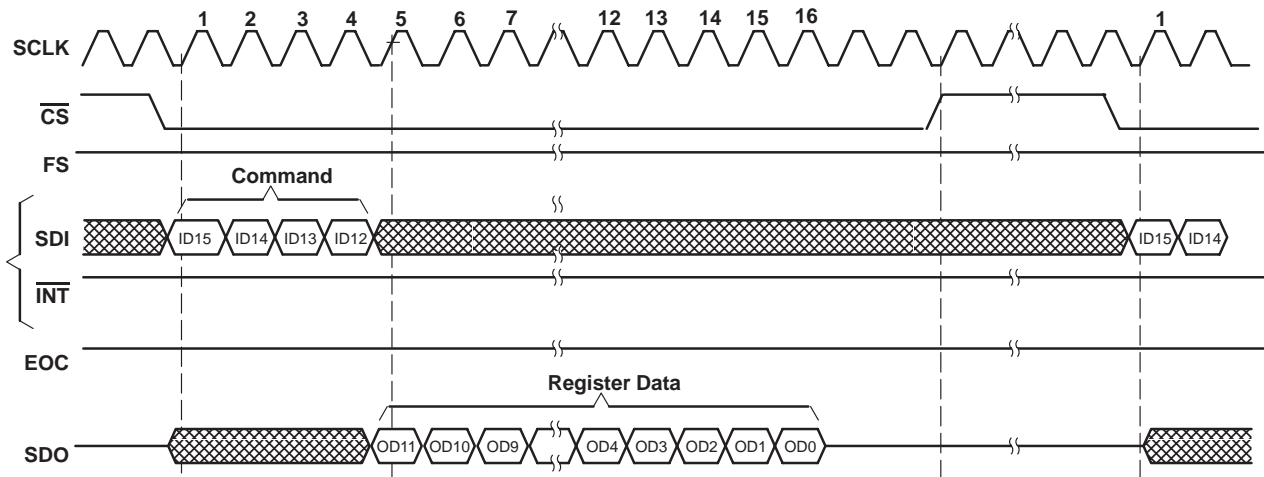 1 2 3 4 5 6 7 12 13 14 15 16 1
SCLK
CS
FS
Command
SDI ID15 ID14 ID13 ID12 ID15 ID14
INT
EOC
Register Data
SDO OD11 OD10 OD9 OD4 OD3 OD2 OD1 OD0